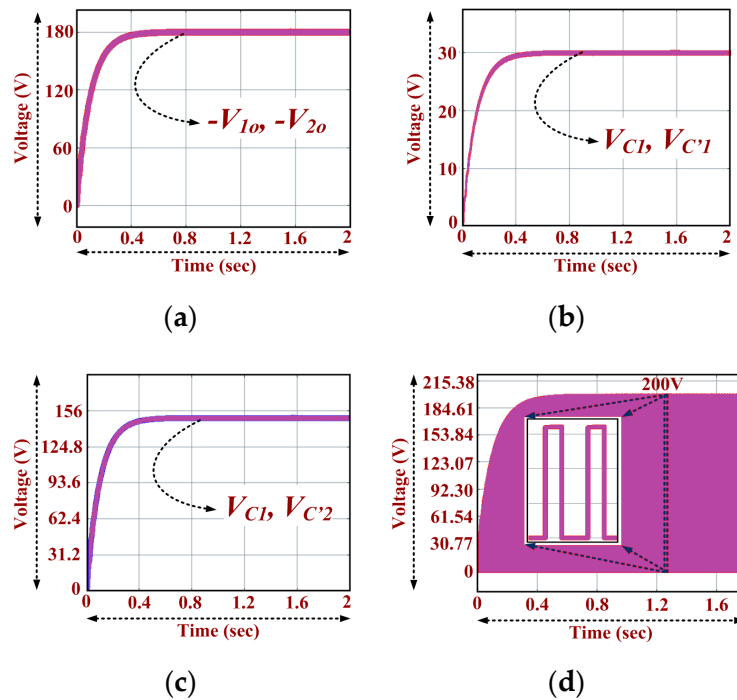 180
120
60
0
Voltage (V)
-V1o, -V2o
0 0.4 0.8 1.2 1.6 2
Time (sec)
(a)
30
20
10
0
Voltage (V)
VC1, VC'1
0 0.4 0.8 1.2 1.6 2
Time (sec)
(b)
156
124.8
93.6
62.4
31.2
0
Voltage (V)
VC1, VC'2
0 0.4 0.8 1.2 1.6 2
Time (sec)
(c)
215.38
184.61
153.84
123.07
92.30
61.54
30.77
0
Voltage (V)
200V
0 0.4 0.8 1.2 1.6
Time (sec)
(d)